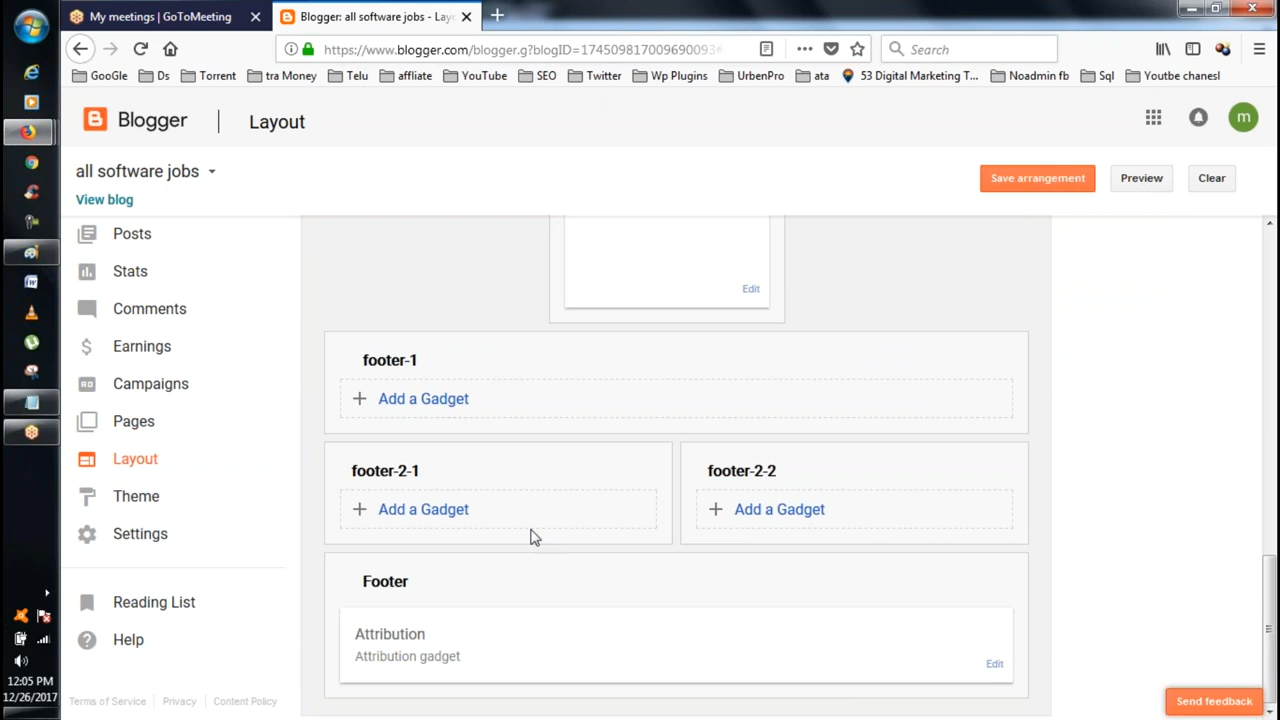 My meetings | GoToMeeting
Blogger: all software jobs - Layo
https://www.blogger.com/blogger.g?blogID=174509817009690093
Search
GooGle
Ds
Torrent
tra Money
Telu
affliate
YouTube
SEO
Twitter
Wp Plugins
UrbenPro
ata
53 Digital Marketing T...
Noadmin fb
Sql
Youtbe chanesl
Blogger
Layout
m
all software jobs
View blog
Save arrangement
Preview
Clear
Posts
Stats
Comments
Earnings
Campaigns
Pages
Layout
Theme
Settings
Reading List
Help
Terms of Service
Privacy
Content Policy
Edit
footer-1
Add a Gadget
footer-2-1
Add a Gadget
footer-2-2
Add a Gadget
Footer
Attribution
Attribution gadget
Edit
Send feedback
12:05 PM
12/26/2017